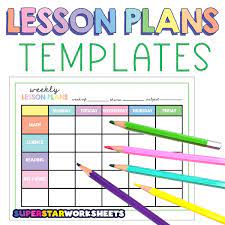 LESSON PLANS
TEMPLATES
weekly
LESSON PLANS
MONDAY TUESDAY WEDNESDAY THURSDAY FRIDAY
MATH
SCIENCE
READING
SUPERSTARWORKSHEETS